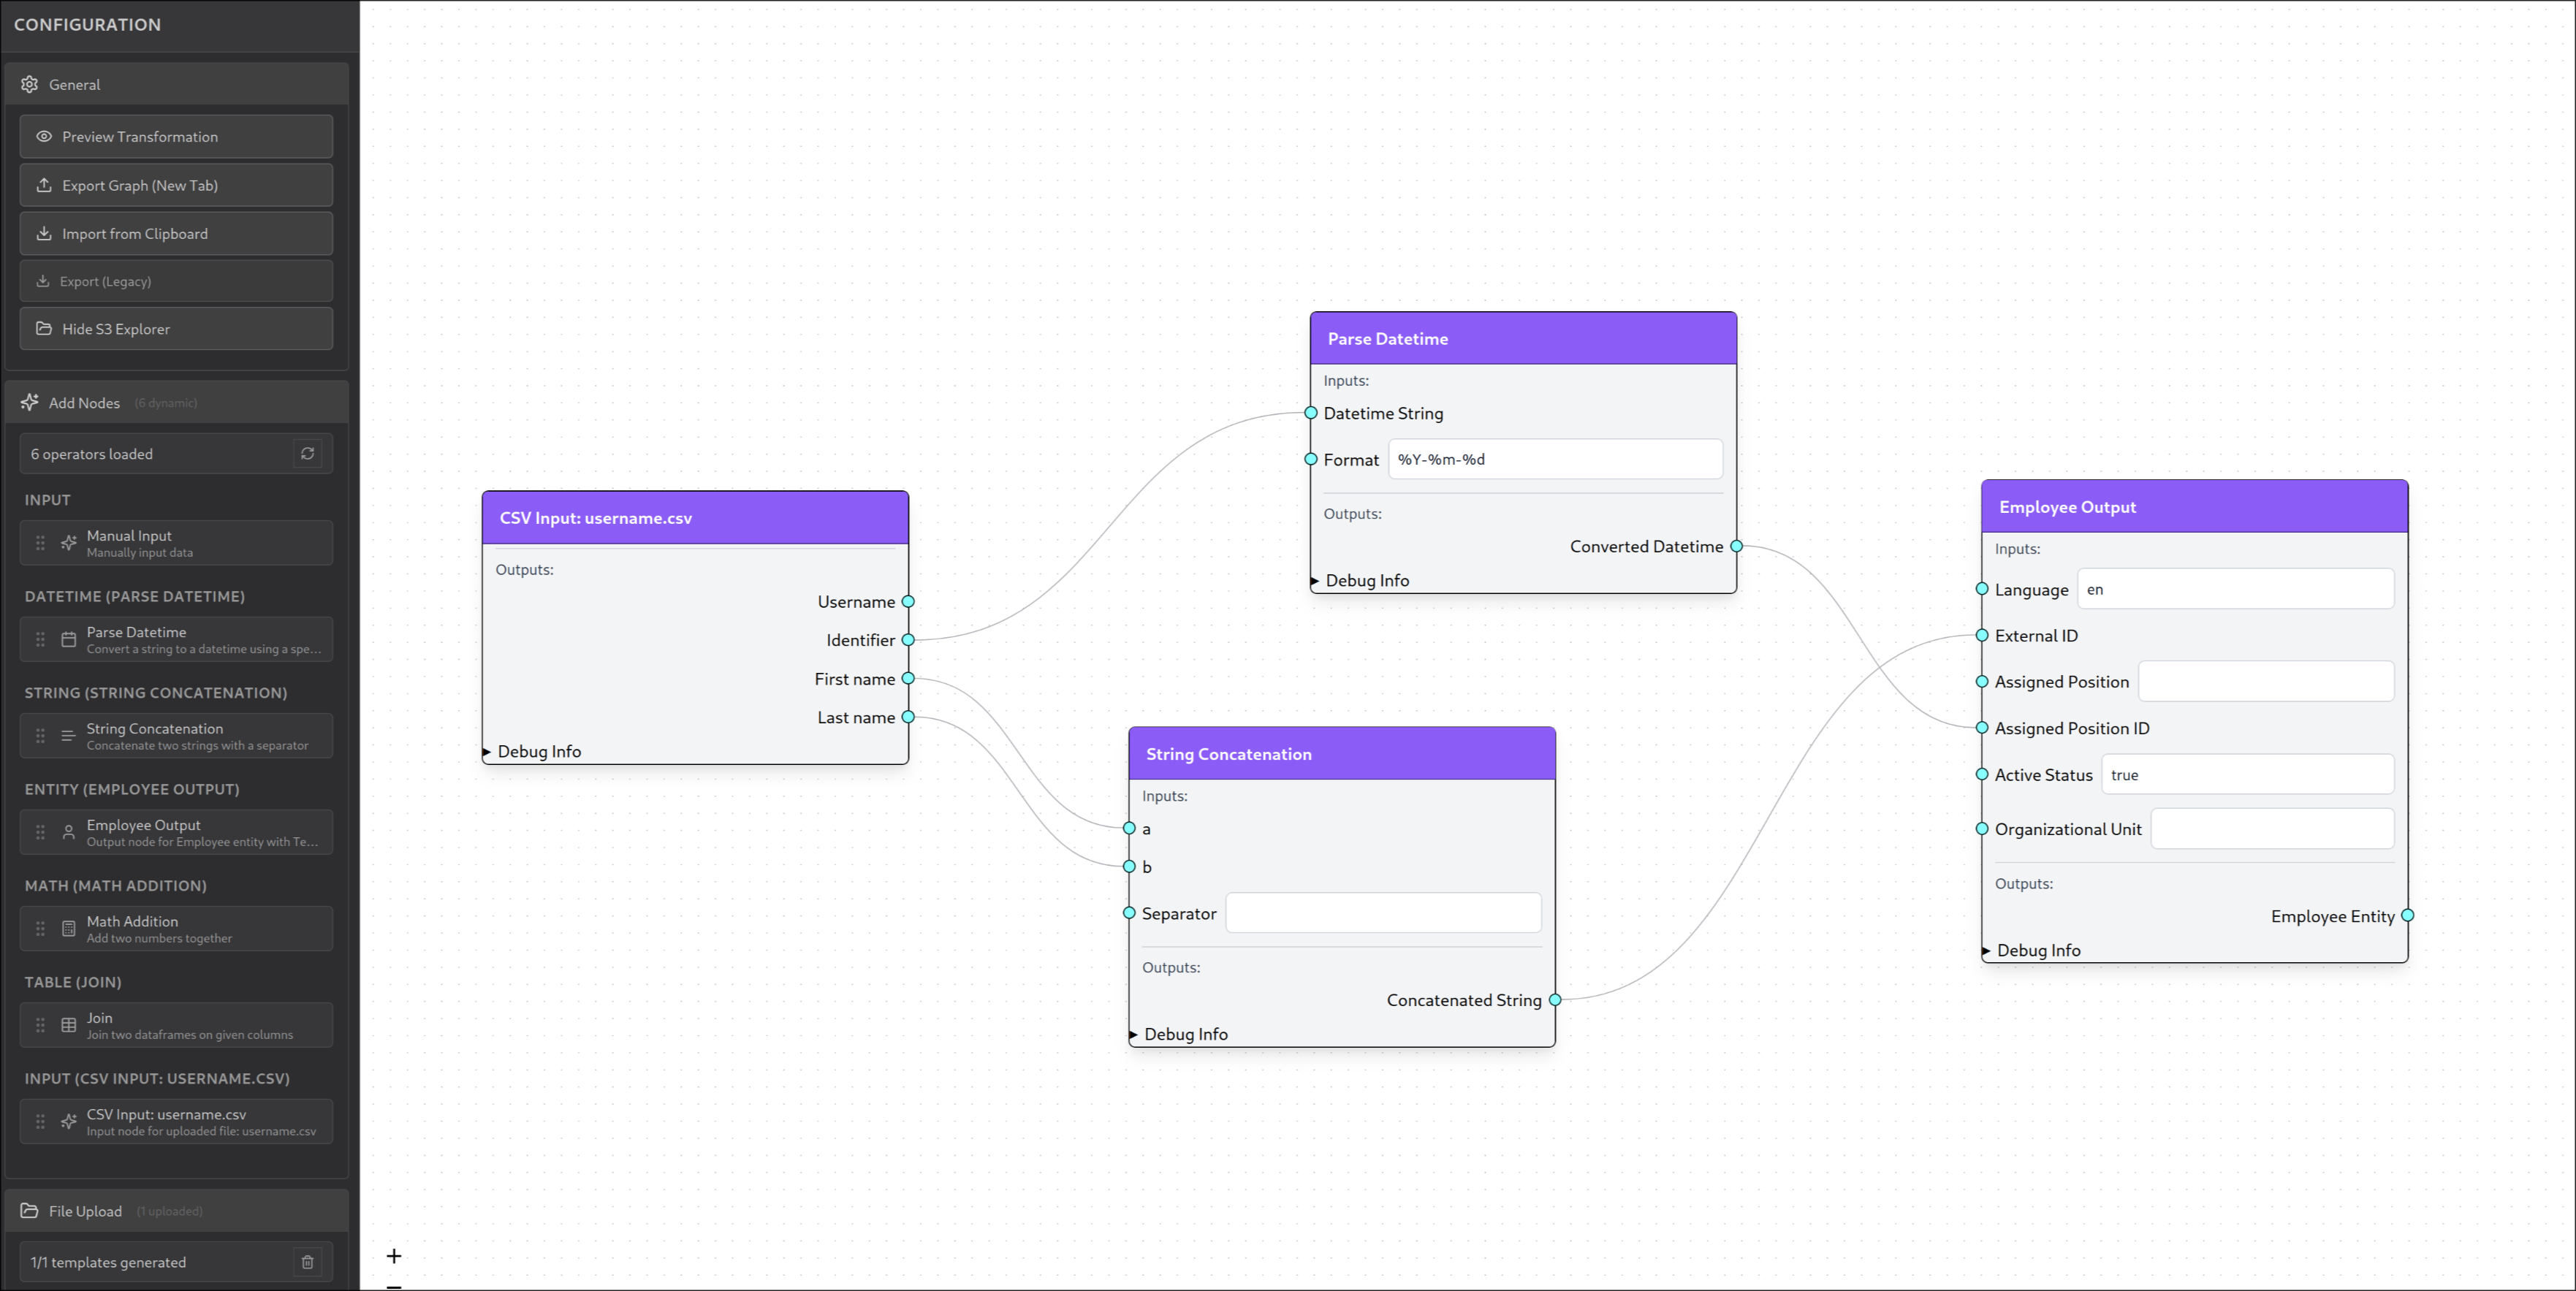 CONFIGURATION
General
Preview Transformation
Export Graph (New Tab)
Import from Clipboard
Export (Legacy)
Hide S3 Explorer
Add Nodes (6 dynamic)
6 operators loaded
INPUT
Manual Input
Manually input data
DATETIME (PARSE DATETIME)
Parse Datetime
Convert a string to a datetime using a spe...
STRING (STRING CONCATENATION)
String Concatenation
Concatenate two strings with a separator
ENTITY (EMPLOYEE OUTPUT)
Employee Output
Output node for Employee entity with Te...
MATH (MATH ADDITION)
Math Addition
Add two numbers together
TABLE (JOIN)
Join
Join two dataframes on given columns
INPUT (CSV INPUT: USERNAME.CSV)
CSV Input: username.csv
Input node for uploaded file: username.csv
File Upload (1 uploaded)
1/1 templates generated
CSV Input: username.csv
Outputs:
Username
Identifier
First name
Last name
Debug Info
Parse Datetime
Inputs:
Datetime String
Format %Y-%m-%d
Outputs:
Converted Datetime
Debug Info
String Concatenation
Inputs:
a
b
Separator
Outputs:
Concatenated String
Debug Info
Employee Output
Inputs:
Language en
External ID
Assigned Position
Assigned Position ID
Active Status true
Organizational Unit
Outputs:
Employee Entity
Debug Info